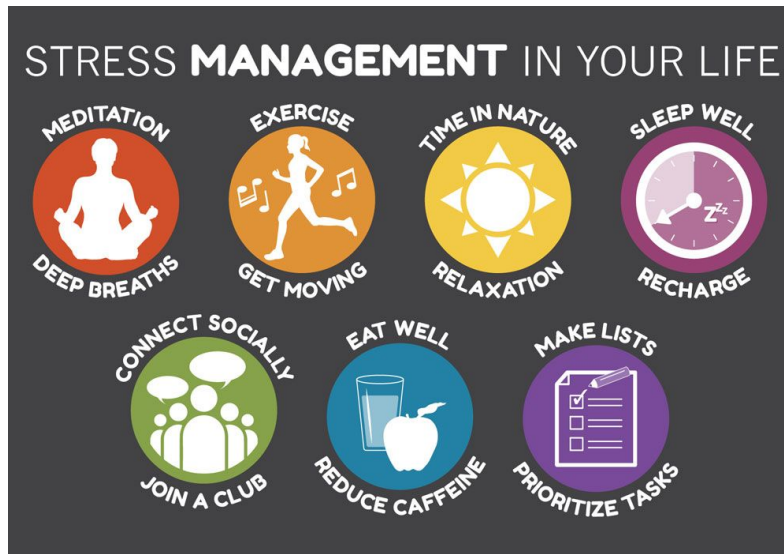 STRESS MANAGEMENT IN YOUR LIFE
MEDITATION
DEEP BREATHS
EXERCISE
GET MOVING
TIME IN NATURE
RELAXATION
SLEEP WELL
ZZZZ
RECHARGE
CONNECT SOCIALLY
JOIN A CLUB
EAT WELL
REDUCE CAFFEINE
MAKE LISTS
PRIORITIZE TASKS